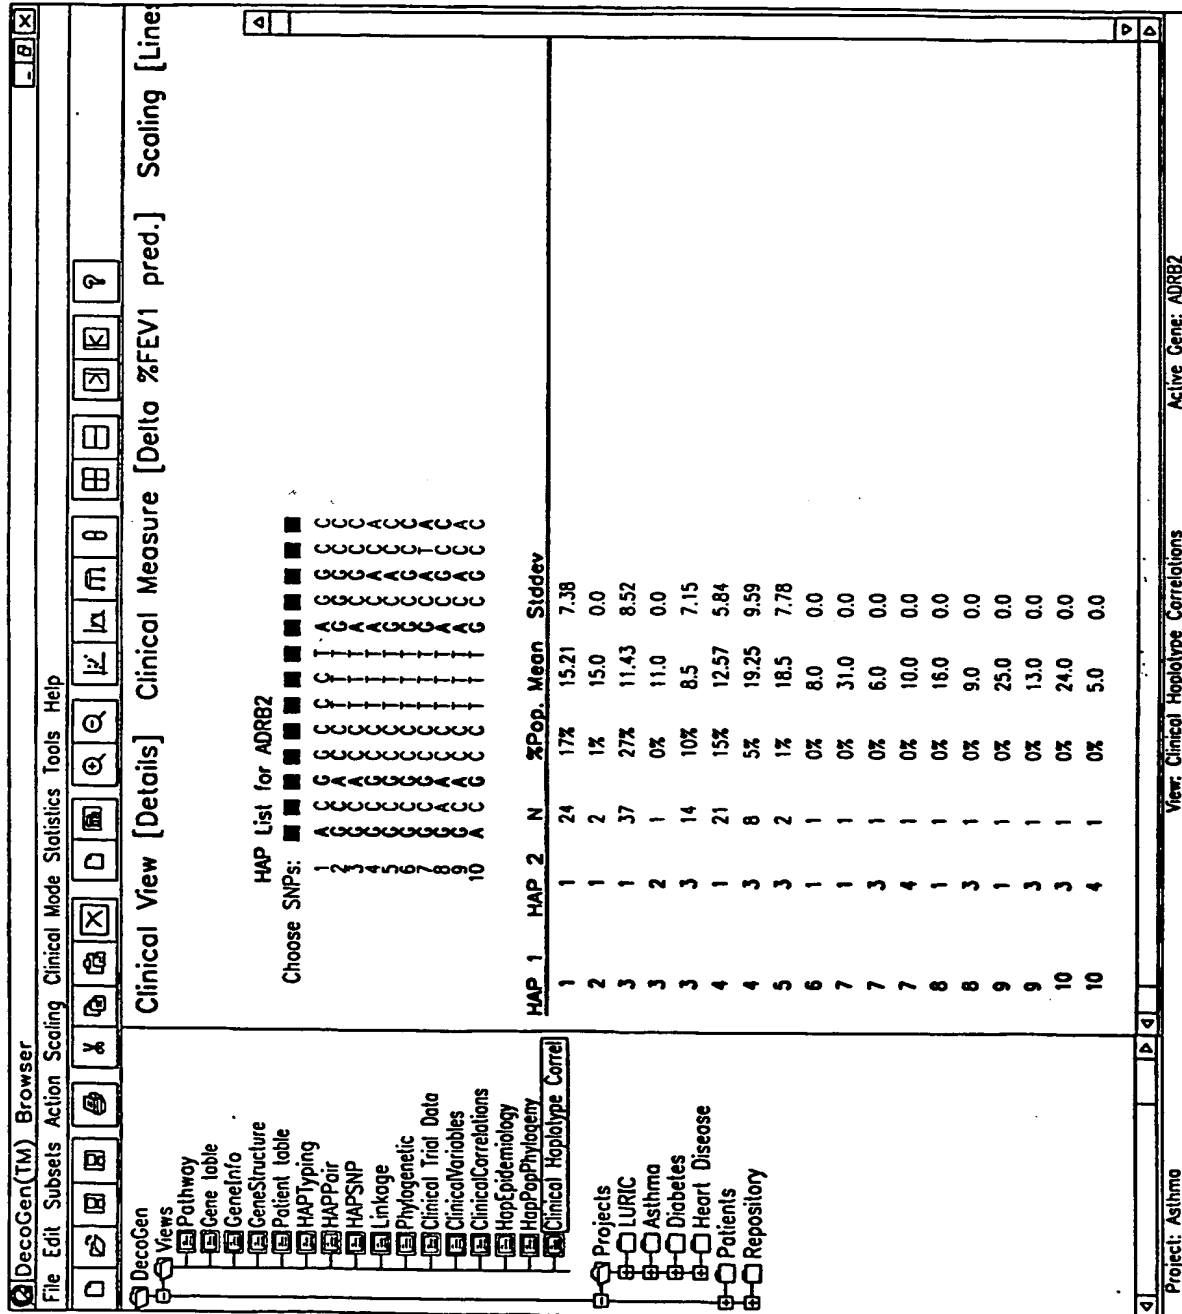 DecoGen(TM) Browser
File Edit Subsets Action Scaling Clinical Mode Statistics Tools Help
DecoGen
Views
Pathway
Gene table
GeneInfo
GeneStructure
Patient table
HAPTyping
HAPPair
HAPSNP
Linkage
Phylogenetic
Clinical Trial Data
ClinicalVariables
ClinicalCorrelations
HapEpidemiology
HapPopPhylogeny
Clinical Haplotype Correl
Projects
LURIC
Asthma
Diabetes
Heart Disease
Patients
Repository
Clinical View [Details] Clinical Measure [Delta %FEV1 pred.] Scaling [Line
HAP List for ADRB2
Choose SNPs:
1 A C G C C C T A G G C C
2
3
4
5
6
7
8
9
10
HAP 1 HAP 2 N %Pop. Mean Stddev
1 1 24 17% 15.21 7.38
2 1 2 1% 15.0 0.0
3 1 37 27% 11.43 8.52
3 2 1 0% 11.0 0.0
3 3 14 10% 8.5 7.15
4 1 21 15% 12.57 5.84
4 3 8 5% 19.25 9.59
5 3 2 1% 18.5 7.78
6 1 1 0% 8.0 0.0
7 1 1 0% 31.0 0.0
7 3 1 0% 6.0 0.0
7 4 1 0% 10.0 0.0
8 1 1 0% 16.0 0.0
8 3 1 0% 9.0 0.0
9 1 1 0% 25.0 0.0
9 3 1 0% 13.0 0.0
10 3 1 0% 24.0 0.0
10 4 1 0% 5.0 0.0
Project: Asthma View: Clinical Haplotype Correlations Active Gene: ADRB2